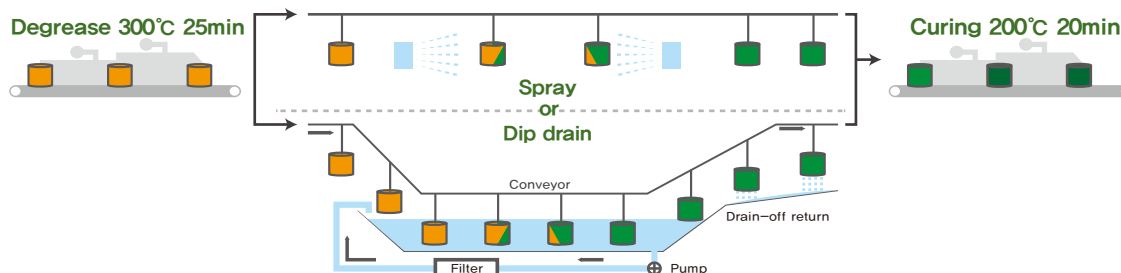 Degrease 300℃ 25min
Spray
or
Dip drain
Curing 200℃ 20min
Conveyor
Drain-off return
Filter
Pump